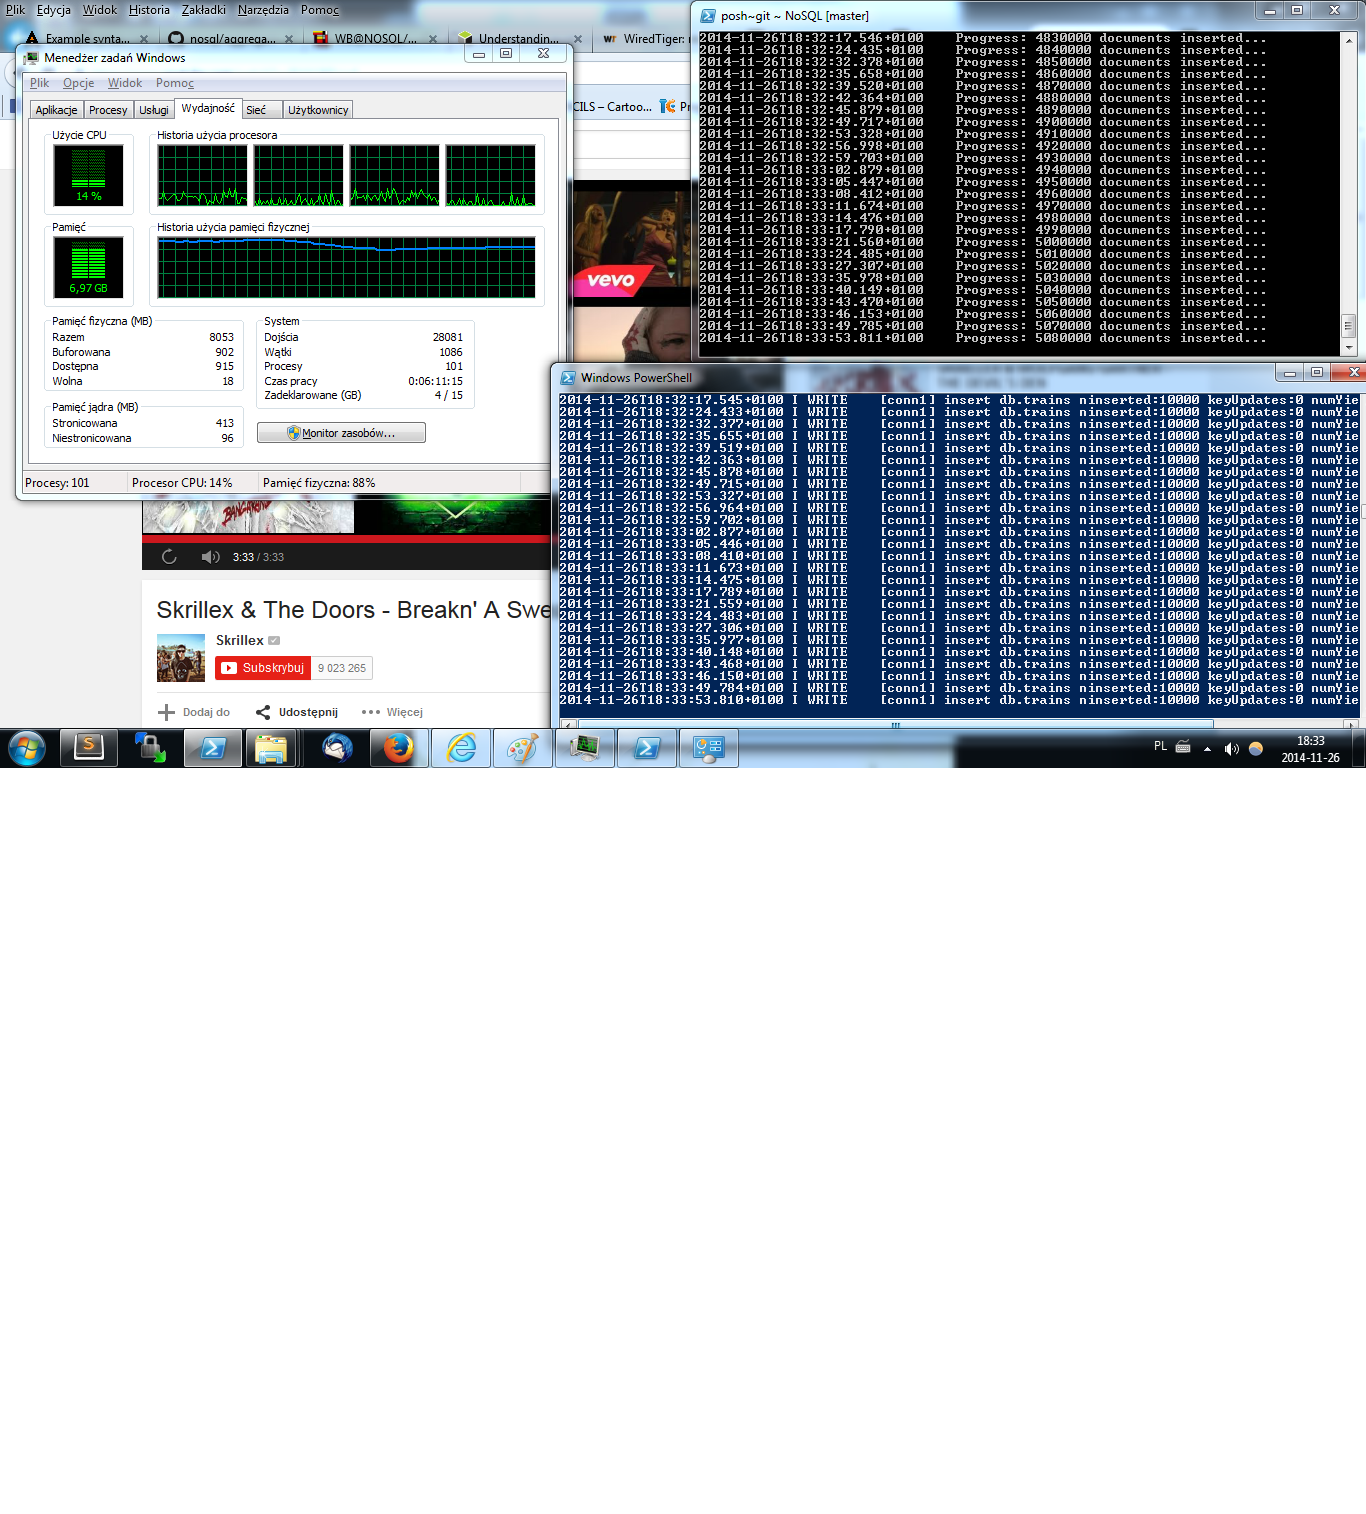 Plik Edycja Widok Historia Zakładki Narzędzia Pomoc
Example synta...
nosql/aggrega...
WB@NOSQL/...
Understandin...
WiredTiger:
Menedżer zadań Windows
Plik Opcje Widok Pomoc
Aplikacje Procesy Usługi Wydajność Sieć Użytkownicy
Użycie CPU
14 %
Historia użycia procesora
Pamięć
6,97 GB
Historia użycia pamięci fizycznej
Pamięć fizyczna (MB)
Razem 8053
Buforowana 902
Dostępna 915
Wolna 18
System
Dojścia 28081
Wątki 1086
Procesy 101
Czas pracy 0:06:11:15
Zadeklarowane (GB) 4 / 15
Pamięć jądra (MB)
Stronicowana 413
Niestronicowana 96
Monitor zasobów...
Procesy: 101 Procesor CPU: 14% Pamięć fizyczna: 88%
CILS – Cartoo...
vevo
posh~git ~ NoSQL [master]
2014-11-26T18:32:17.546+0100 Progress: 4830000 documents inserted...
2014-11-26T18:32:24.435+0100 Progress: 4840000 documents inserted...
2014-11-26T18:32:32.378+0100 Progress: 4850000 documents inserted...
2014-11-26T18:32:35.658+0100 Progress: 4860000 documents inserted...
2014-11-26T18:32:39.520+0100 Progress: 4870000 documents inserted...
2014-11-26T18:32:42.364+0100 Progress: 4880000 documents inserted...
2014-11-26T18:32:45.879+0100 Progress: 4890000 documents inserted...
2014-11-26T18:32:49.717+0100 Progress: 4900000 documents inserted...
2014-11-26T18:32:53.328+0100 Progress: 4910000 documents inserted...
2014-11-26T18:32:56.998+0100 Progress: 4920000 documents inserted...
2014-11-26T18:32:59.703+0100 Progress: 4930000 documents inserted...
2014-11-26T18:33:02.879+0100 Progress: 4940000 documents inserted...
2014-11-26T18:33:05.447+0100 Progress: 4950000 documents inserted...
2014-11-26T18:33:08.412+0100 Progress: 4960000 documents inserted...
2014-11-26T18:33:11.674+0100 Progress: 4970000 documents inserted...
2014-11-26T18:33:14.476+0100 Progress: 4980000 documents inserted...
2014-11-26T18:33:17.790+0100 Progress: 4990000 documents inserted...
2014-11-26T18:33:21.560+0100 Progress: 5000000 documents inserted...
2014-11-26T18:33:24.485+0100 Progress: 5010000 documents inserted...
2014-11-26T18:33:27.307+0100 Progress: 5020000 documents inserted...
2014-11-26T18:33:35.978+0100 Progress: 5030000 documents inserted...
2014-11-26T18:33:40.149+0100 Progress: 5040000 documents inserted...
2014-11-26T18:33:43.470+0100 Progress: 5050000 documents inserted...
2014-11-26T18:33:46.153+0100 Progress: 5060000 documents inserted...
2014-11-26T18:33:49.785+0100 Progress: 5070000 documents inserted...
2014-11-26T18:33:53.811+0100 Progress: 5080000 documents inserted...
Windows PowerShell
2014-11-26T18:32:17.545+0100 I WRITE [conn1] insert db.trains ninserted:10000 keyUpdates:0 numYie
2014-11-26T18:32:24.433+0100 I WRITE [conn1] insert db.trains ninserted:10000 keyUpdates:0 numYie
2014-11-26T18:32:32.377+0100 I WRITE [conn1] insert db.trains ninserted:10000 keyUpdates:0 numYie
2014-11-26T18:32:35.655+0100 I WRITE [conn1] insert db.trains ninserted:10000 keyUpdates:0 numYie
2014-11-26T18:32:39.519+0100 I WRITE [conn1] insert db.trains ninserted:10000 keyUpdates:0 numYie
2014-11-26T18:32:42.363+0100 I WRITE [conn1] insert db.trains ninserted:10000 keyUpdates:0 numYie
2014-11-26T18:32:45.878+0100 I WRITE [conn1] insert db.trains ninserted:10000 keyUpdates:0 numYie
2014-11-26T18:32:49.715+0100 I WRITE [conn1] insert db.trains ninserted:10000 keyUpdates:0 numYie
2014-11-26T18:32:53.327+0100 I WRITE [conn1] insert db.trains ninserted:10000 keyUpdates:0 numYie
2014-11-26T18:32:56.964+0100 I WRITE [conn1] insert db.trains ninserted:10000 keyUpdates:0 numYie
2014-11-26T18:32:59.702+0100 I WRITE [conn1] insert db.trains ninserted:10000 keyUpdates:0 numYie
2014-11-26T18:33:02.877+0100 I WRITE [conn1] insert db.trains ninserted:10000 keyUpdates:0 numYie
2014-11-26T18:33:05.446+0100 I WRITE [conn1] insert db.trains ninserted:10000 keyUpdates:0 numYie
2014-11-26T18:33:08.410+0100 I WRITE [conn1] insert db.trains ninserted:10000 keyUpdates:0 numYie
2014-11-26T18:33:11.673+0100 I WRITE [conn1] insert db.trains ninserted:10000 keyUpdates:0 numYie
2014-11-26T18:33:14.475+0100 I WRITE [conn1] insert db.trains ninserted:10000 keyUpdates:0 numYie
2014-11-26T18:33:17.789+0100 I WRITE [conn1] insert db.trains ninserted:10000 keyUpdates:0 numYie
2014-11-26T18:33:21.559+0100 I WRITE [conn1] insert db.trains ninserted:10000 keyUpdates:0 numYie
2014-11-26T18:33:24.483+0100 I WRITE [conn1] insert db.trains ninserted:10000 keyUpdates:0 numYie
2014-11-26T18:33:27.306+0100 I WRITE [conn1] insert db.trains ninserted:10000 keyUpdates:0 numYie
2014-11-26T18:33:35.977+0100 I WRITE [conn1] insert db.trains ninserted:10000 keyUpdates:0 numYie
2014-11-26T18:33:40.148+0100 I WRITE [conn1] insert db.trains ninserted:10000 keyUpdates:0 numYie
2014-11-26T18:33:43.468+0100 I WRITE [conn1] insert db.trains ninserted:10000 keyUpdates:0 numYie
2014-11-26T18:33:46.150+0100 I WRITE [conn1] insert db.trains ninserted:10000 keyUpdates:0 numYie
2014-11-26T18:33:49.784+0100 I WRITE [conn1] insert db.trains ninserted:10000 keyUpdates:0 numYie
2014-11-26T18:33:53.810+0100 I WRITE [conn1] insert db.trains ninserted:10000 keyUpdates:0 numYie
BANGARANG
3:33 / 3:33
Skrillex & The Doors - Breakn' A Swe
Skrillex
Subskrybuj 9 023 265
Dodaj do Udostępnij Więcej
PL
18:33
2014-11-26